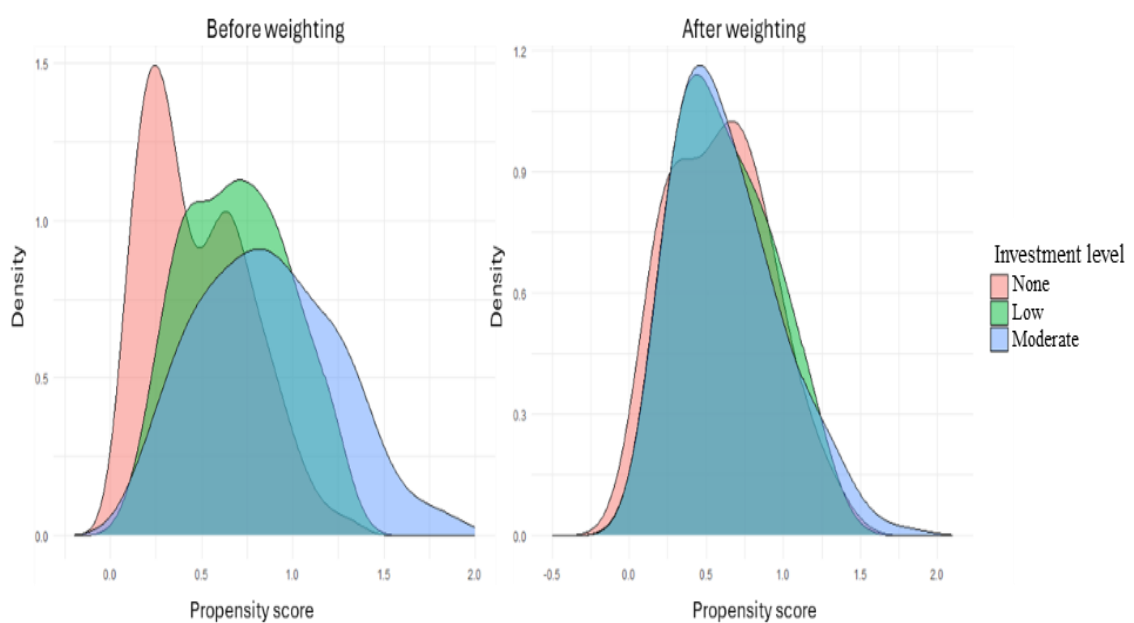 Before weighting
1.5
1.0
0.5
0.0
Density
0.0
0.5
1.0
1.5
2.0
Propensity score
After weighting
1.2
0.9
0.6
0.3
0.0
Density
-0.5
0.0
0.5
1.0
1.5
2.0
Propensity score
Investment level
None
Low
Moderate